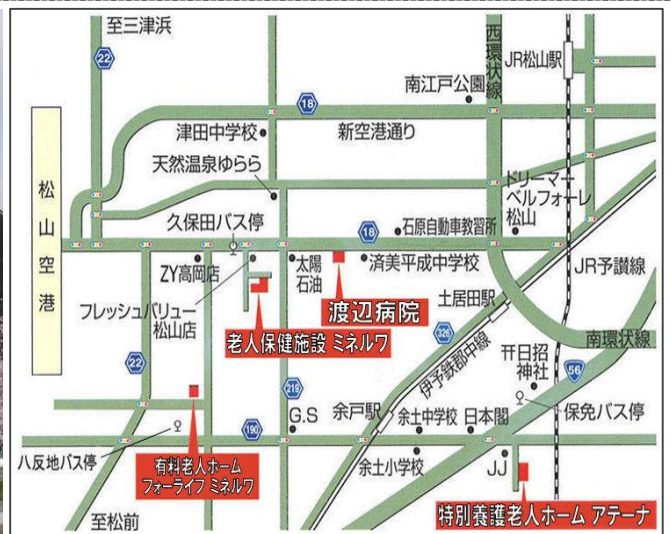 至三津浜
22
西環状線
JR松山駅
南江戸公園
18
新空港通り
津田中学校
天然温泉ゆらら
ドリーマー
ベルフォーレ
松山
松山空港
久保田バス停
18
石原自動車教習所
ZY高岡店
太陽
石油
済美平成中学校
JR予讃線
フレッシュバリュー
松山店
渡辺病院
土居田駅
老人保健施設 ミネルワ
326
伊予鉄郡中線
南環状線
22
219
日招
神社
56
G.S
余戸駅
余土中学校
日本閣
保免バス停
190
八反地バス停
有料老人ホーム
フォーライフ ミネルワ
余土小学校
JJ
特別養護老人ホーム アテーナ
至松前